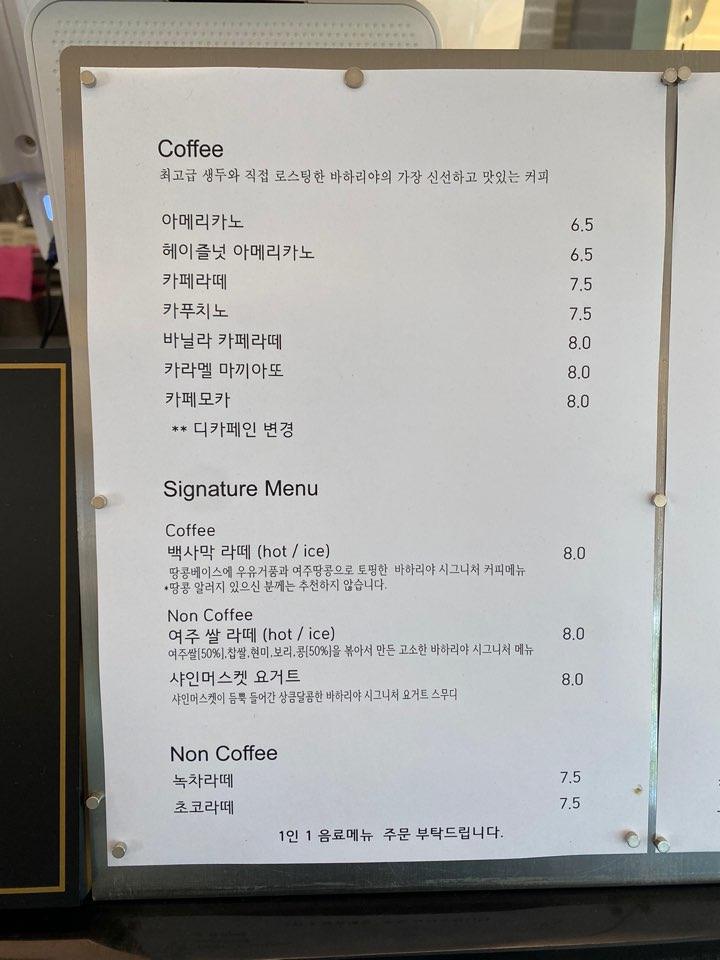 Coffee
최고급 생두와 직접 로스팅한 바하리야의 가장 신선하고 맛있는 커피
아메리카노 6.5
헤이즐넛 아메리카노 6.5
카페라떼 7.5
카푸치노 7.5
바닐라 카페라떼 8.0
카라멜 마끼아또 8.0
카페모카 8.0
** 디카페인 변경
Signature Menu
Coffee
백사막 라떼 (hot / ice) 8.0
땅콩베이스에 우유거품과 여주땅콩으로 토핑한 바하리야 시그니처 커피메뉴
*땅콩 알러지 있으신 분께는 추천하지 않습니다.
Non Coffee
여주 쌀 라떼 (hot / ice) 8.0
여주쌀[50%],찹쌀,현미,보리,콩[50%]을 볶아서 만든 고소한 바하리야 시그니처 메뉴
샤인머스켓 요거트 8.0
샤인머스켓이 듬뿍 들어간 상큼달콤한 바하리야 시그니처 요거트 스무디
Non Coffee
녹차라떼 7.5
초코라떼 7.5
1인 1 음료메뉴 주문 부탁드립니다.